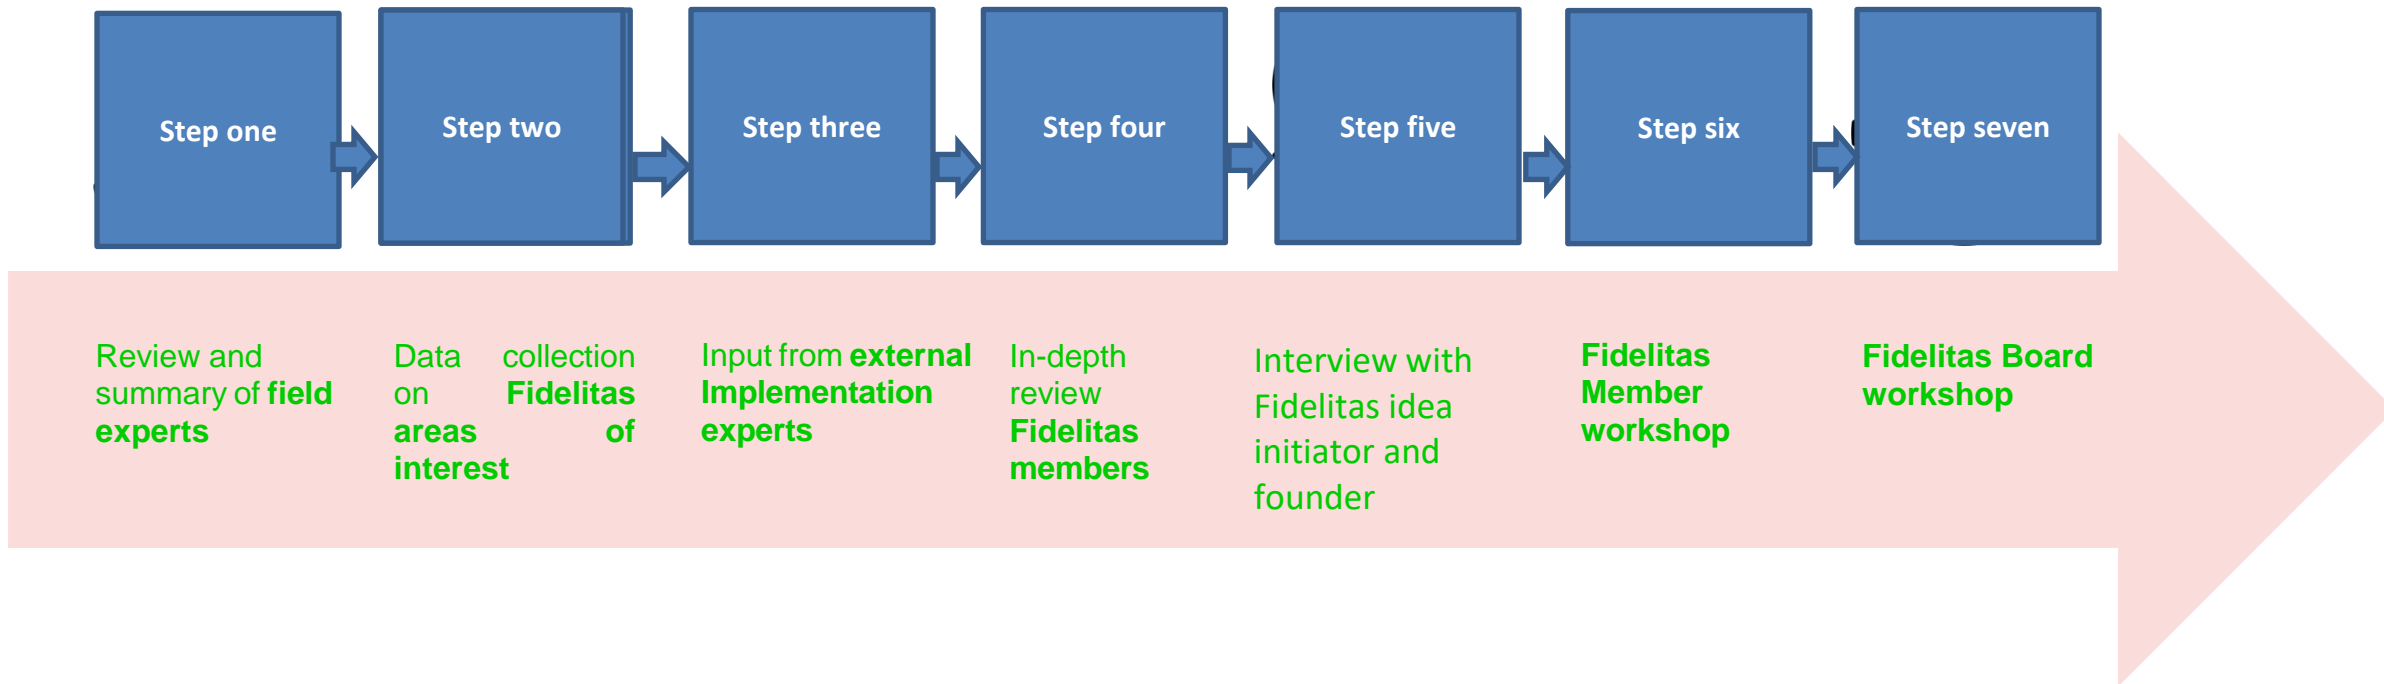 Step one
Step two
Step three
Step four
Step five
Step six
Step seven
Review and
summary of field
experts
Data collection
on Fidelitas
areas of
interest
Input from external
Implementation
experts
In-depth
review
Fidelitas
members
Interview with
Fidelitas idea
initiator and
founder
Fidelitas
Member
workshop
Fidelitas Board
workshop